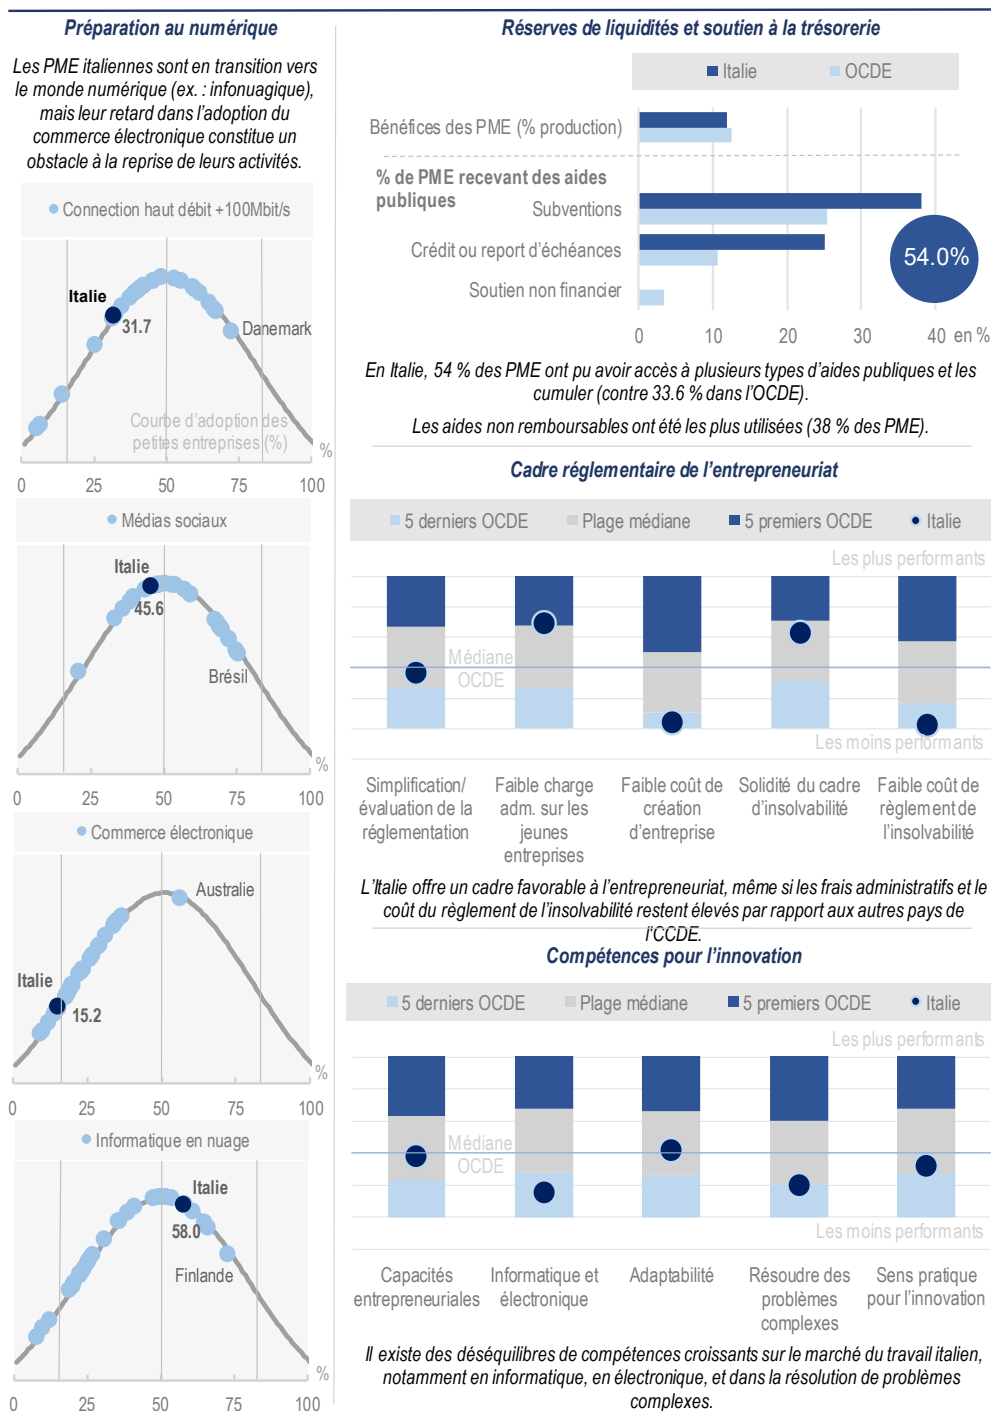 Préparation au numérique
Les PME italiennes sont en transition vers
le monde numérique (ex. : infonuagique),
mais leur retard dans l'adoption du
commerce électronique constitue un
obstacle à la reprise de leurs activités.
Connection haut débit +100Mbit/s
Italie
31.7
Danemark
Courbe d'adoption des
petites entreprises (%)
%
0 25 50 75 100
Médias sociaux
Italie
45.6
Brésil
%
0 25 50 75 100
Commerce électronique
Australie
Italie
15.2
%
0 25 50 75 100
Informatique en nuage
Italie
58.0
Finlande
%
0 25 50 75 100
Réserves de liquidités et soutien à la trésorerie
Italie OCDE
Bénéfices des PME (% production)
% de PME recevant des aides
publiques
Subventions
Crédit ou report d'échéances
54.0%
Soutien non financier
0 10 20 30 40 en %
En Italie, 54 % des PME ont pu avoir accès à plusieurs types d'aides publiques et les
cumuler (contre 33.6 % dans l'OCDE).
Les aides non remboursables ont été les plus utilisées (38 % des PME).
Cadre réglementaire de l'entrepreneuriat
5 derniers OCDE Plage médiane 5 premiers OCDE Italie
Les plus performants
Médiane
OCDE
Les moins performants
Simplification/ Faible charge Faible coût de Solidité du cadre Faible coût de
évaluation de la adm. sur les création d'insolvabilité règlement de
réglementation jeunes d'entreprise l'insolvabilité
entreprises
L'Italie offre un cadre favorable à l'entrepreneuriat, même si les frais administratifs et le
coût du règlement de l'insolvabilité restent élevés par rapport aux autres pays de
l'CCDE.
Compétences pour l'innovation
5 derniers OCDE Plage médiane 5 premiers OCDE Italie
Les plus performants
Médiane
OCDE
Les moins performants
Capacités Informatique et Adaptabilité Résoudre des Sens pratique
entrepreneuriales électronique problèmes pour l'innovation
complexes
Il existe des déséquilibres de compétences croissants sur le marché du travail italien,
notamment en informatique, en électronique, et dans la résolution de problèmes
complexes.